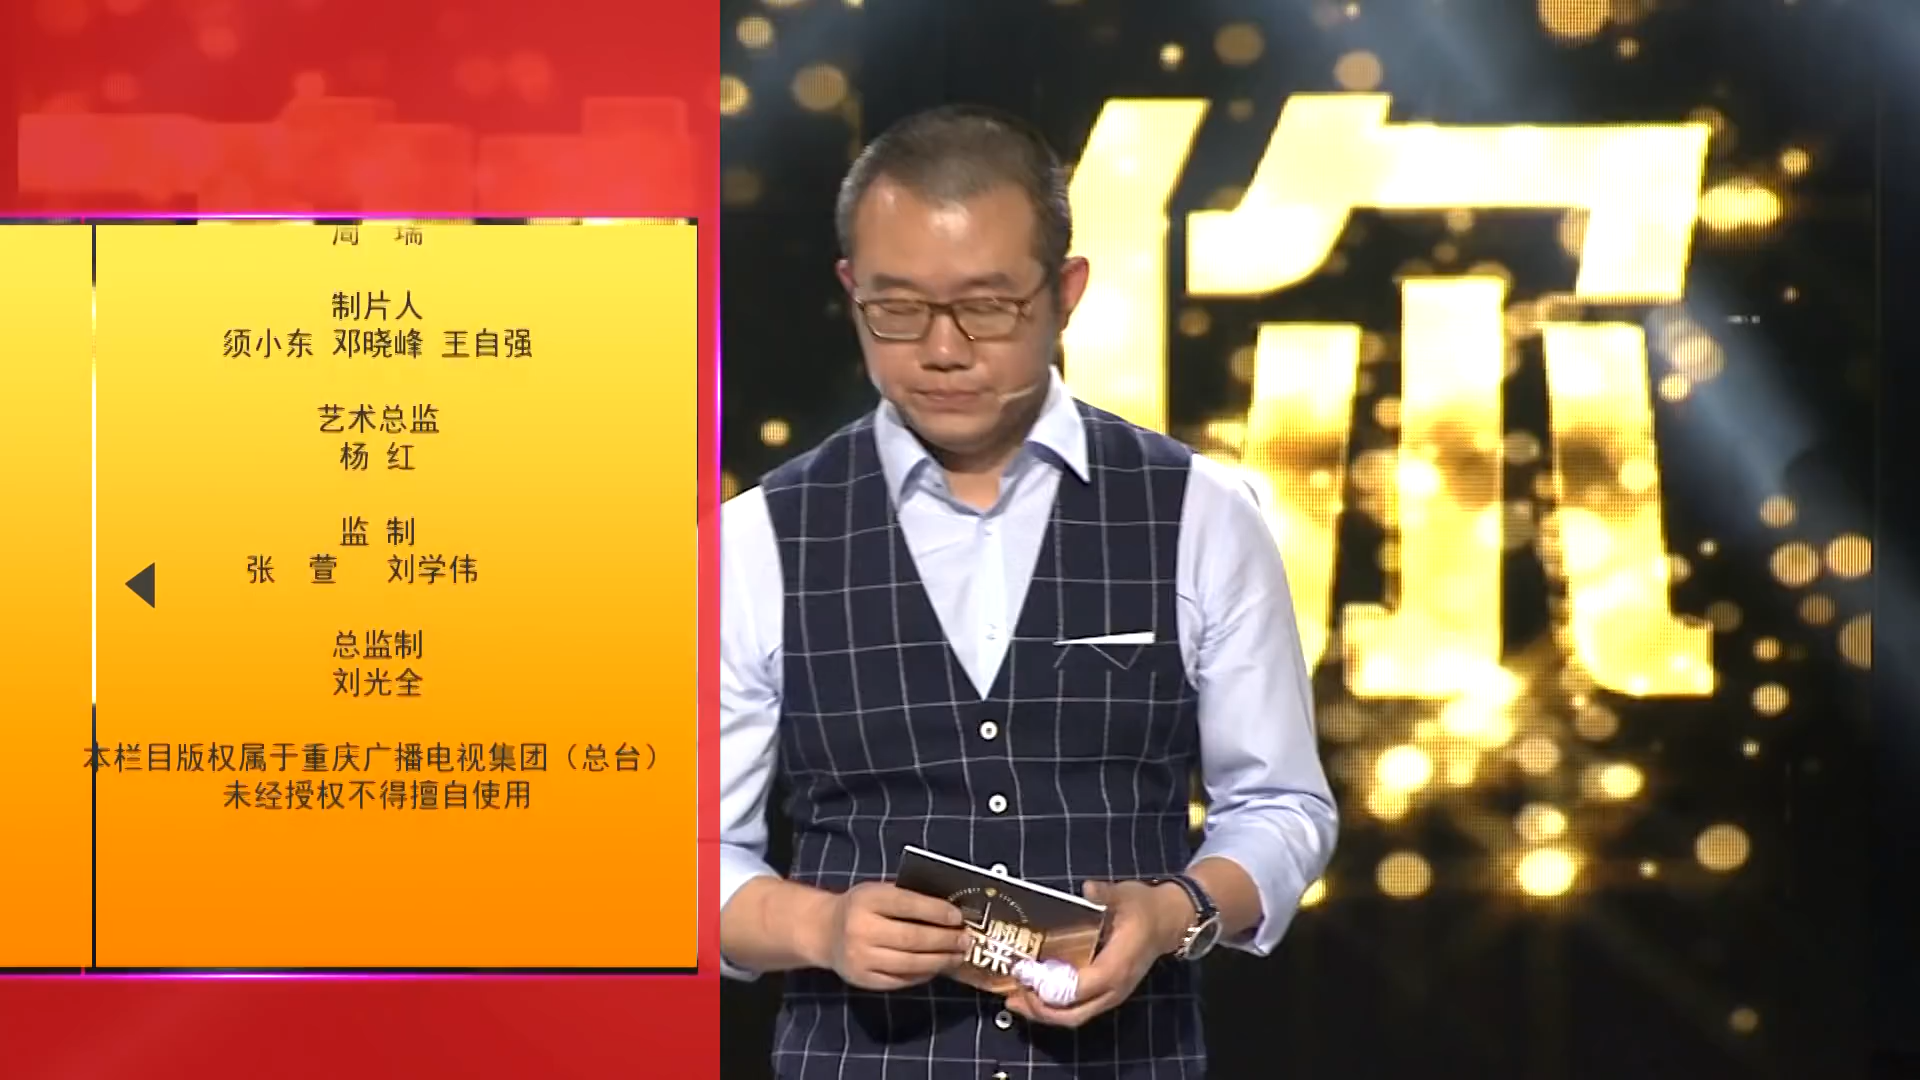 周 瑞
制片人
须小东 邓晓峰 王自强
艺术总监
杨 红
监 制
张 萱 刘学伟
总监制
刘光全
本栏目版权属于重庆广播电视集团（总台）
未经授权不得擅自使用